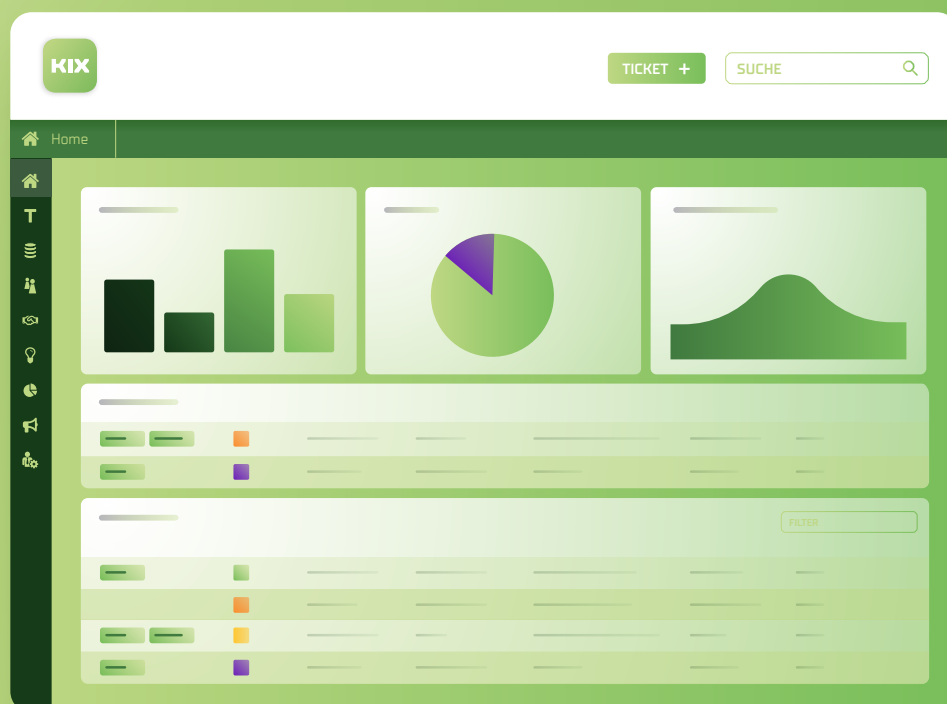 KIX
TICKET +
SUCHE
Home
T
FILTER